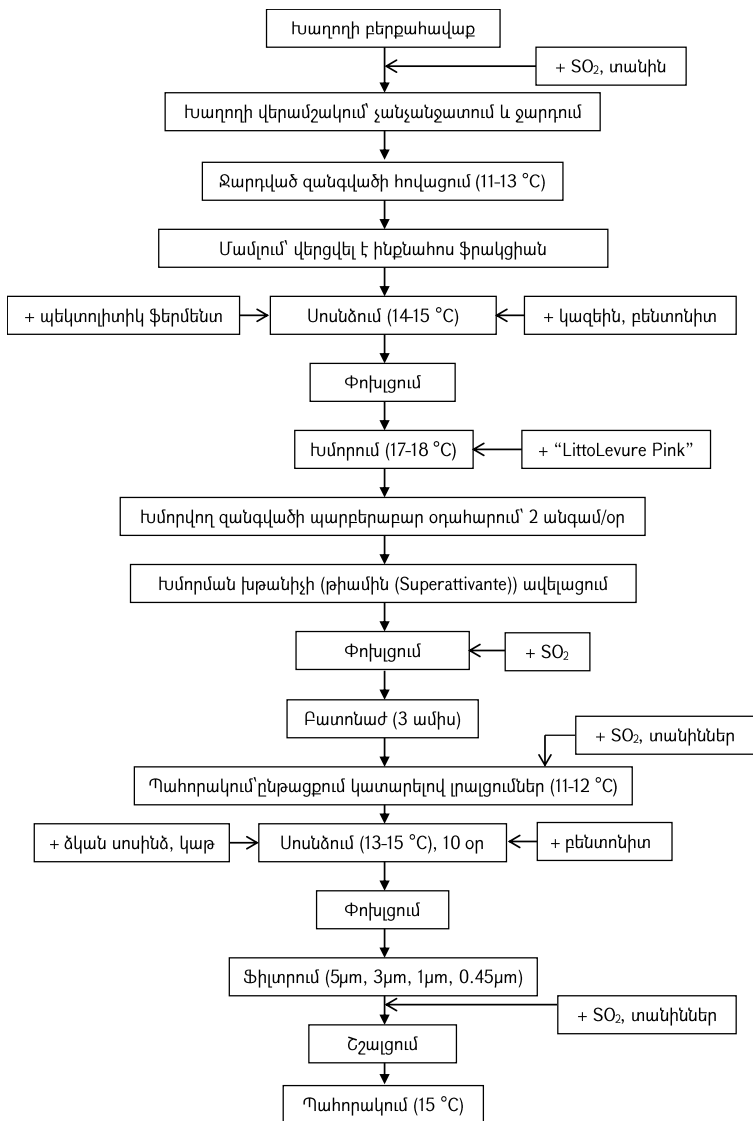 Խաղողի բերքահավաք
+ SO₂, տանին
Խաղողի վերամշակում՝ չանչանջատում և ջարդում
Ջարդված զանգվածի հովացում (11-13 °C)
Մամլում՝ վերցվել է ինքնահոս ֆրակցիան
+ պեկտոլիտիկ ֆերմենտ
Սոսնձում (14-15 °C)
+ կազեին, բենտոնիտ
Փոխլցում
Խմորում (17-18 °C)
+ “LittoLevure Pink”
Խմորվող զանգվածի պարբերաբար օդահարում՝ 2 անգամ/օր
Խմորման խթանիչի (թիամին (Superattivante)) ավելացում
Փոխլցում
+ SO₂
Բատոնաժ (3 ամիս)
+ SO₂, տանիններ
Պահորակում՝ընթացքում կատարելով լրալցումներ (11-12 °C)
+ ձկան սոսինձ, կաթ
Սոսնձում (13-15 °C), 10 օր
+ բենտոնիտ
Փոխլցում
Ֆիլտրում (5µm, 3µm, 1µm, 0.45µm)
+ SO₂, տանիններ
Շշալցում
Պահորակում (15 °C)